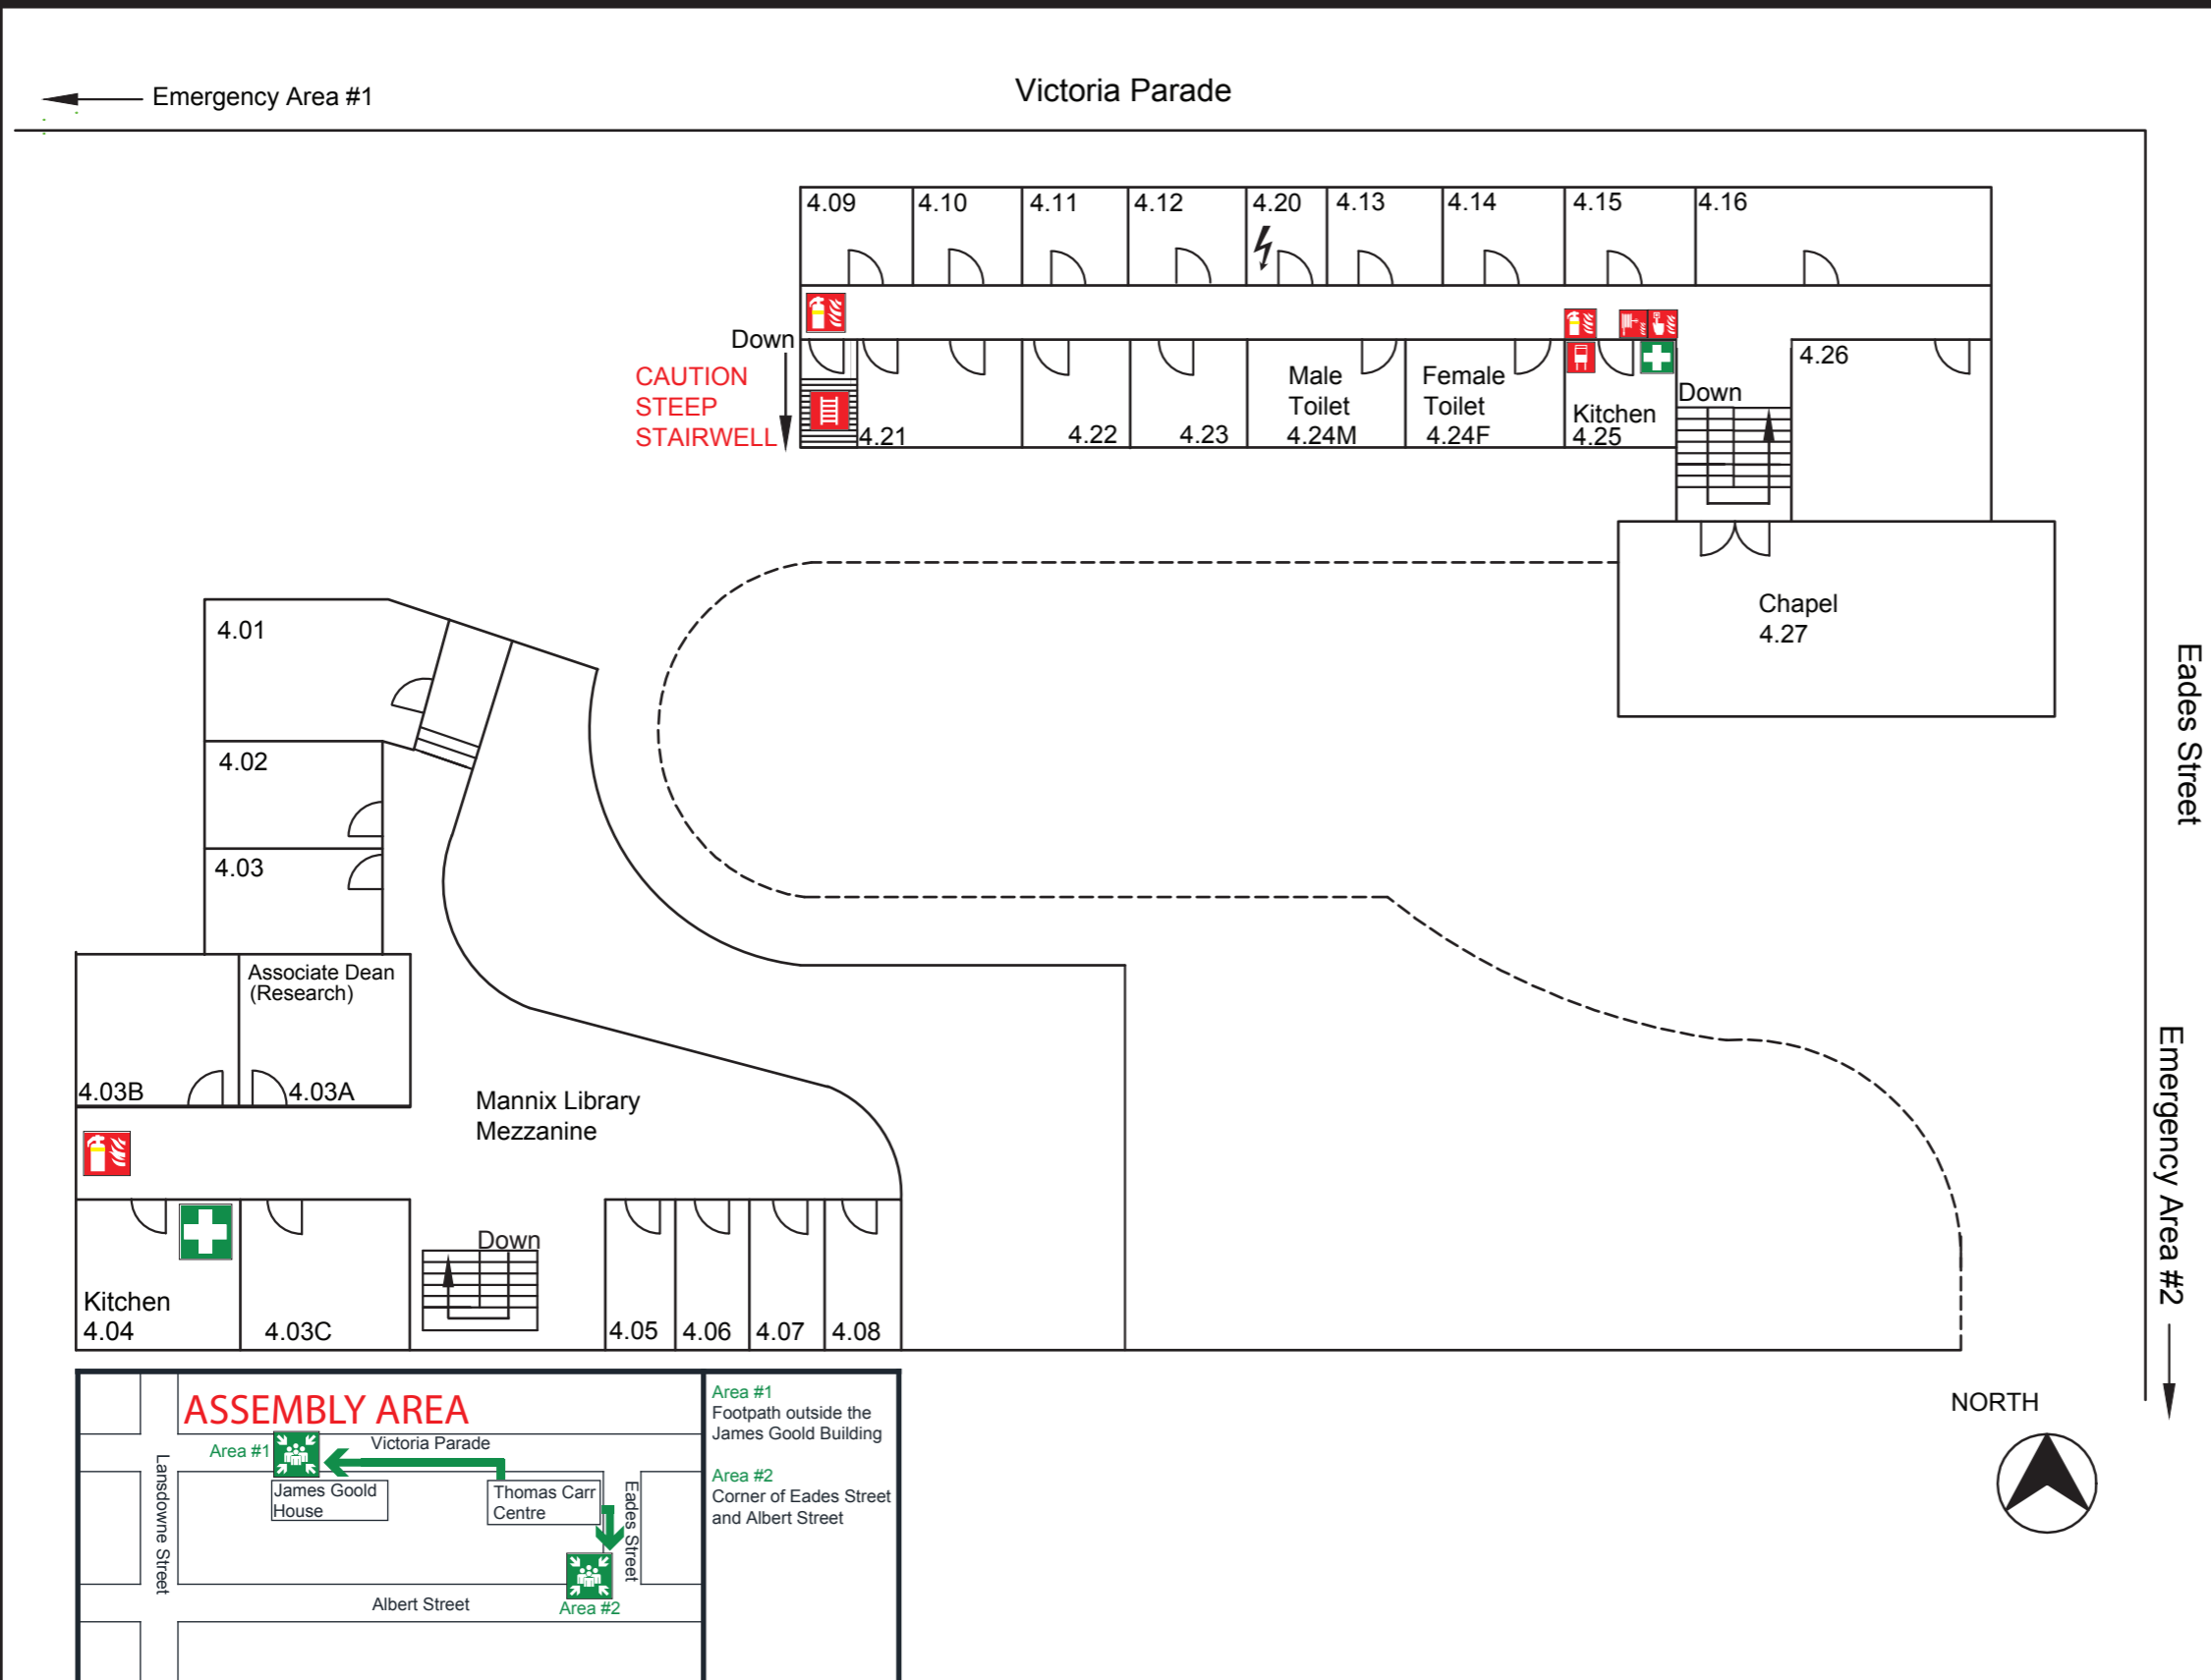 Emergency Area #1
Victoria Parade
4.09
4.10
4.11
4.12
4.20
4.13
4.14
4.15
4.16
Down
CAUTION
STEEP
STAIRWELL
4.21
4.22
4.23
Male
Toilet
4.24M
Female
Toilet
4.24F
Kitchen
4.25
Down
4.26
Chapel
4.27
Eades Street
Emergency Area #2
4.01
4.02
4.03
Associate Dean
(Research)
4.03B
4.03A
Mannix Library
Mezzanine
Kitchen
4.04
4.03C
Down
4.05
4.06
4.07
4.08
NORTH
ASSEMBLY AREA
Area #1
Victoria Parade
Lansdowne Street
James Goold
House
Thomas Carr
Centre
Eades Street
Albert Street
Area #2
Area #1
Footpath outside the
James Goold Building
Area #2
Corner of Eades Street
and Albert Street